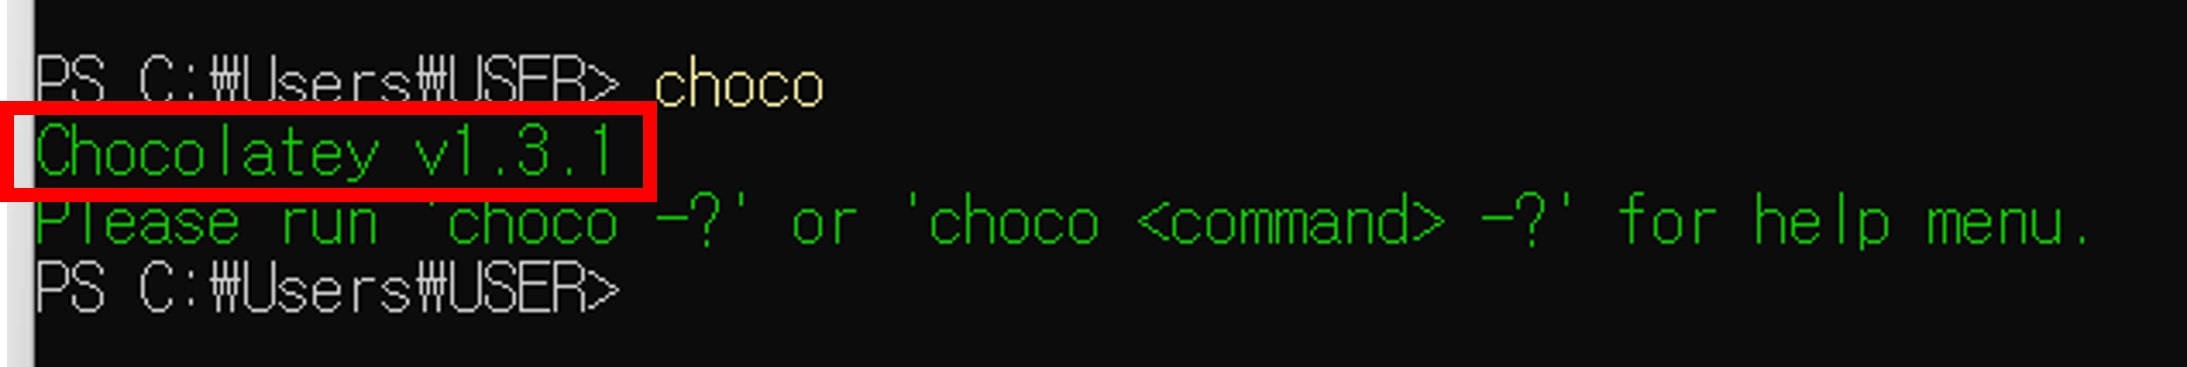 PS C:₩Users₩USER> choco
Chocolatey v1.3.1
Please run 'choco -?' or 'choco <command> -?' for help menu.
PS C:₩Users₩USER>